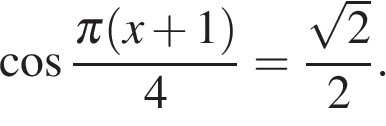 cos π(x + 1)/4 = √2/2.